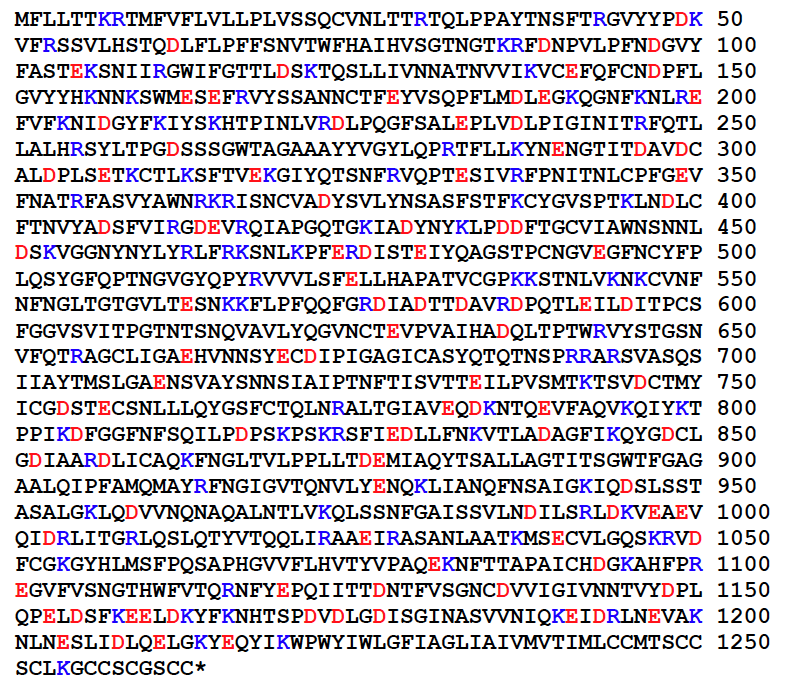 MFLLTTKRTMFVFLVLLPLVSSQCVNLTTRTQLPPAYTNSFTRGVYYPDK 50
VFRSSVLHSTQDLFLPFFSNVTWFHAIHVSGTNGTKRFDNPVLPFNDGVY 100
FASTEKSNIIRGWIFGTTLDSKTQSLLIVNNATNVVIKVCEFQFCNDPFL 150
GVYYHKNNKSWMESEFRVYSSANNCTFEYVSQPFLMDLEGKQGNFKNLRE 200
FVFKNIDGYFKIYSKHTPINLVRDLPQGFSALEPLVDLPIGINITRFQTL 250
LALHRSYLTPGDSSSGWTAGAAAYYVGYLQPRTFLLKYNENGTITDAVDC 300
ALDPLSETKCTLKSFTVEKGIYQTSNFRVQPTESIVRFPNITNLCPFGEV 350
FNATRFASVYAWNRKRISNCVADYSVLYNSASFSTFKCYGVSPTKLNDLC 400
FTNVYADSFVIRGDEVRQIAPGQTGKIADYNYKLPDDFTGCVIAWNSNNL 450
DSKVGGNYNYLYRLFRKSNLKPFERDISTEIYQAGSTPCNGVEGFNCYFP 500
LQSYGFQPTNGVGYQPYRVVVLSFELLHAPATVCGPKKSTNLVKNKCVNF 550
NFNGLTGTGVLTESNKKFLPFQQFGRDIADTTDAVRDPQTLEILDITPCS 600
FGGVSVITPGTNTSNQVAVLYQGVNCTEVPVAIHADQLTPTWRVYSTGSN 650
VFQTRAGCLIGAEHVNNSYECDIPIGAGICASYQTQTNSPRRARSVASQS 700
IIAYTMSLGAENSVAYSNNSIAIPTNFTISVTTEILPVSMTKTSVDCTMY 750
ICGDSTECSNLLLQYGSFCTQLNRALTGIAVEQDKNTQEVFAQVKQIYKT 800
PPIKDFGGFNFSQILPDPSKPSKRSFIEDLLFNKVTLADAGFIKQYGDCL 850
GDIAARDLICAQKFNGLTVLPPLLTDEMIAQYTSALLAGTITSGWTFGAG 900
AALQIPFAMQMAYRFNGIGVTQNVLYENQKLIANQFNSAIGKIQDSLSST 950
ASALGKLQDVVNQNAQALNTLVKQLSSNFGAISSVLNDILSRLDKVEAEV 1000
QIDRLITGRLQSLQTYVTQQLIRAAEIRASANLAATKMSECVLGQSKRVD 1050
FCGKGYHLMSFPQSAPHGVVFLHVTYVPAQEKNFTTAPAICHDGKAHFPR 1100
EGVFVSNGTHWFVTQRNFYEPQIITTDNTFVSGNCDVVIGIVNNTVYDPL 1150
QPELDSFKEELDKYFKNHTSPDVDLGDISGINASVVNIQKEIDRLNEVAK 1200
NLNESLIDLQELGKYEQYIKWPWYIWLGFIAGLIAIVMVTIMLCCMTSCC 1250
SCLKGCCSCGSCC*